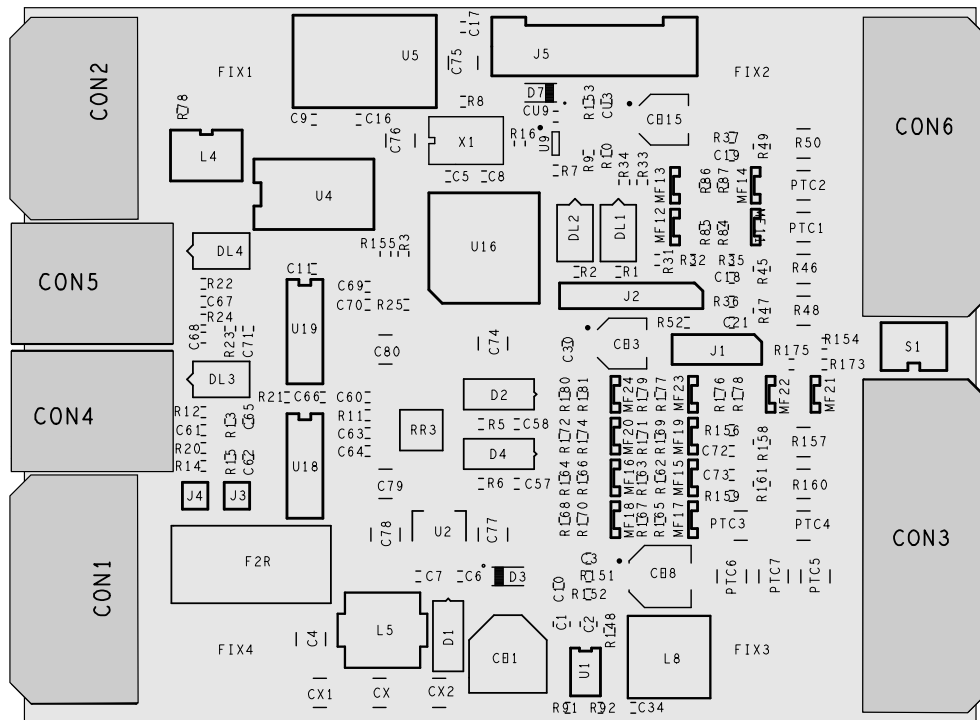 C17
CON2
FIX1
U5
C75
J5
FIX2
CON6
R78
D7
CU9
R153
CU3
R8
CB15
C9
C16
C76
X1
R16
U9
R9
R10
R37
C19
R49
R50
L4
U4
C5
C8
R7
R34
R33
MF13
R86
R87
MF14
PTC2
U16
DL2
DL1
MF12
R85
R84
PTC1
CON5
DL4
R155
R3
R31
R32
R35
C18
R45
R46
R22
C67
R24
C11
C69
C70
R25
R2
R1
J2
R36
R47
R48
C68
R23
C71
U19
C80
C74
C30
CB3
R52
C21
J1
R175
R154
R173
S1
CON4
DL3
R21
C66
C60
D2
R180
R181
MF24
R179
R177
MF23
R176
R178
MF22
MF21
R12
C61
R20
R14
R13
C65
R15
C62
U18
R11
C63
C64
RR3
R5
C58
D4
R172
R174
MF20
R171
R169
MF19
R156
C72
R158
R157
J4
J3
C79
R6
C57
R164
R166
MF16
R163
R162
MF15
C73
R159
R161
R160
CON1
F2R
C78
U2
C77
R168
R170
MF18
R167
R165
MF17
PTC3
PTC4
CON3
C7
C6
D3
C3
R151
C10
R152
CB8
PTC6
PTC7
PTC5
FIX4
C4
L5
D1
CB1
C1
C2
R148
U1
L8
FIX3
CX1
CX
CX2
R91
R92
C34